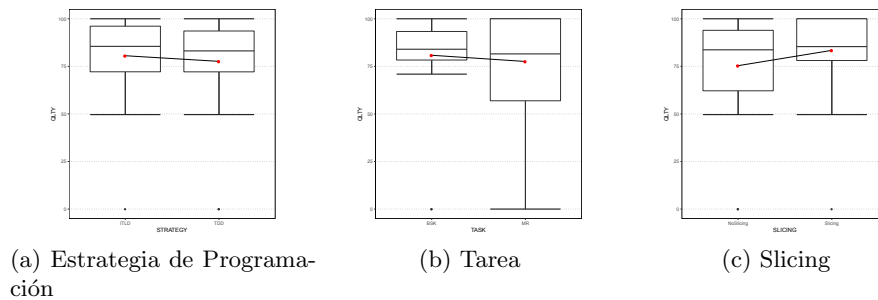 100
75
50
25
0
QLTY
ITLD
TDD
STRATEGY
100
75
50
25
0
QLTY
BSK
MR
TASK
100
75
50
25
0
QLTY
NoSlicing
Slicing
SLICING
(a) Estrategia de Programa-
ción
(b) Tarea
(c) Slicing